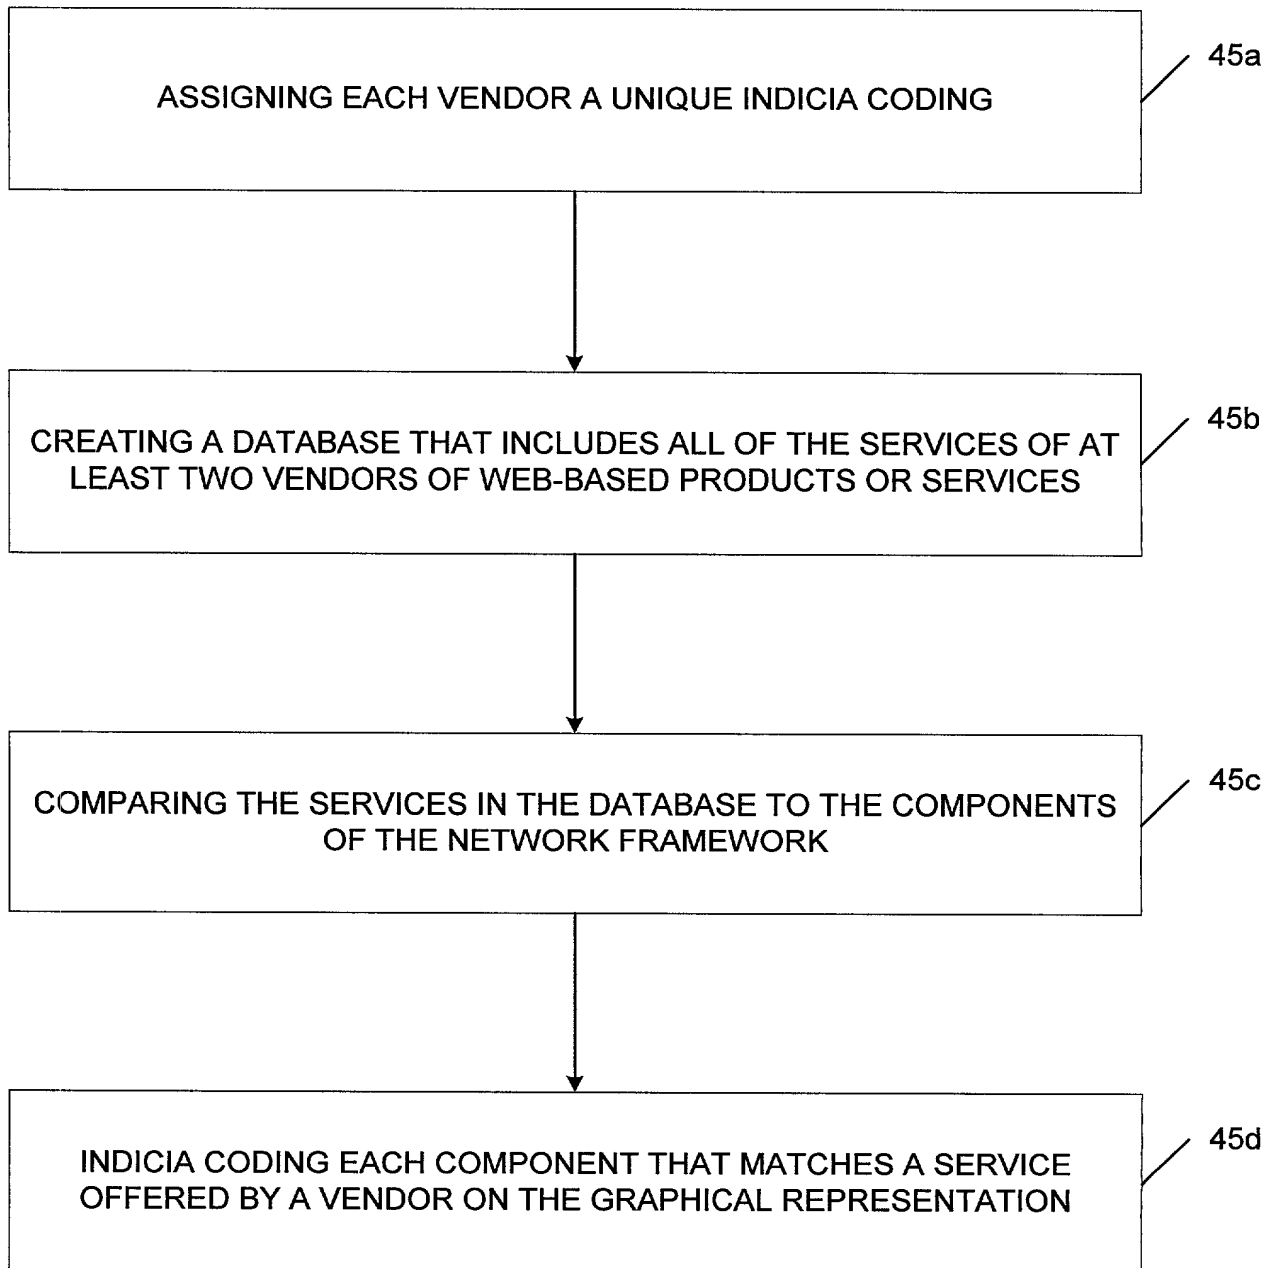 ASSIGNING EACH VENDOR A UNIQUE INDICIA CODING
45a
CREATING A DATABASE THAT INCLUDES ALL OF THE SERVICES OF AT
LEAST TWO VENDORS OF WEB-BASED PRODUCTS OR SERVICES
45b
COMPARING THE SERVICES IN THE DATABASE TO THE COMPONENTS
OF THE NETWORK FRAMEWORK
45c
INDICIA CODING EACH COMPONENT THAT MATCHES A SERVICE
OFFERED BY A VENDOR ON THE GRAPHICAL REPRESENTATION
45d